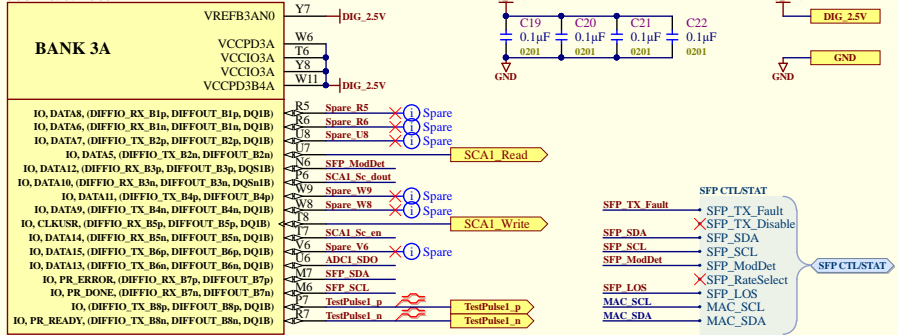 BANK 3A
VREFB3AN0 Y7 DIG_2.5V
VCCPD3A W6
VCCIO3A T6
VCCIO3A Y8
VCCPD3B4A W11 DIG_2.5V
IO, DATA8, (DIFFIO_RX_B1p, DIFFOUT_B1p, DQ1B) R5 Spare_R5 i Spare
IO, DATA6, (DIFFIO_RX_B1n, DIFFOUT_B1n, DQ1B) R6 Spare_R6 i Spare
IO, DATA7, (DIFFIO_TX_B2p, DIFFOUT_B2p, DQ1B) U8 Spare_U8 i Spare
IO, DATA5, (DIFFIO_TX_B2n, DIFFOUT_B2n) U7 SCA1_Read
IO, DATA12, (DIFFIO_RX_B3p, DIFFOUT_B3p, DQS1B) N6 SFP_ModDet
IO, DATA10, (DIFFIO_RX_B3n, DIFFOUT_B3n, DQSn1B) P6 SCA1_Sc_dout
IO, DATA11, (DIFFIO_TX_B4p, DIFFOUT_B4p) W9 Spare_W9 i Spare
IO, DATA9, (DIFFIO_TX_B4n, DIFFOUT_B4n, DQ1B) W8 Spare_W8 i Spare
IO, CLKUSR, (DIFFIO_RX_B5p, DIFFOUT_B5p, DQ1B) T8 SCA1_Write
IO, DATA14, (DIFFIO_RX_B5n, DIFFOUT_B5n, DQ1B) T7 SCA1_Sc_en
IO, DATA15, (DIFFIO_TX_B6p, DIFFOUT_B6p, DQ1B) V6 Spare_V6 i Spare
IO, DATA13, (DIFFIO_TX_B6n, DIFFOUT_B6n, DQ1B) U6 ADC1_SDO
IO, PR_ERROR, (DIFFIO_RX_B7p, DIFFOUT_B7p) M7 SFP_SDA
IO, PR_DONE, (DIFFIO_RX_B7n, DIFFOUT_B7n) M6 SFP_SCL
IO, (DIFFIO_TX_B8p, DIFFOUT_B8p, DQ1B) P7 TestPulse1_p TestPulse1_p
IO, PR_READY, (DIFFIO_TX_B8n, DIFFOUT_B8n, DQ1B) R7 TestPulse1_n TestPulse1_n
C19 C20 C21 C22
0.1µF 0.1µF 0.1µF 0.1µF
0201 0201 0201 0201
GND
DIG_2.5V
GND
GND
SFP CTL/STAT
SFP_TX_Fault SFP_TX_Fault
SFP_TX_Disable
SFP_SDA SFP_SDA
SFP_SCL SFP_SCL
SFP_ModDet SFP_ModDet
SFP CTL/STAT
SFP_RateSelect
SFP_LOS SFP_LOS
MAC_SCL MAC_SCL
MAC_SDA MAC_SDA